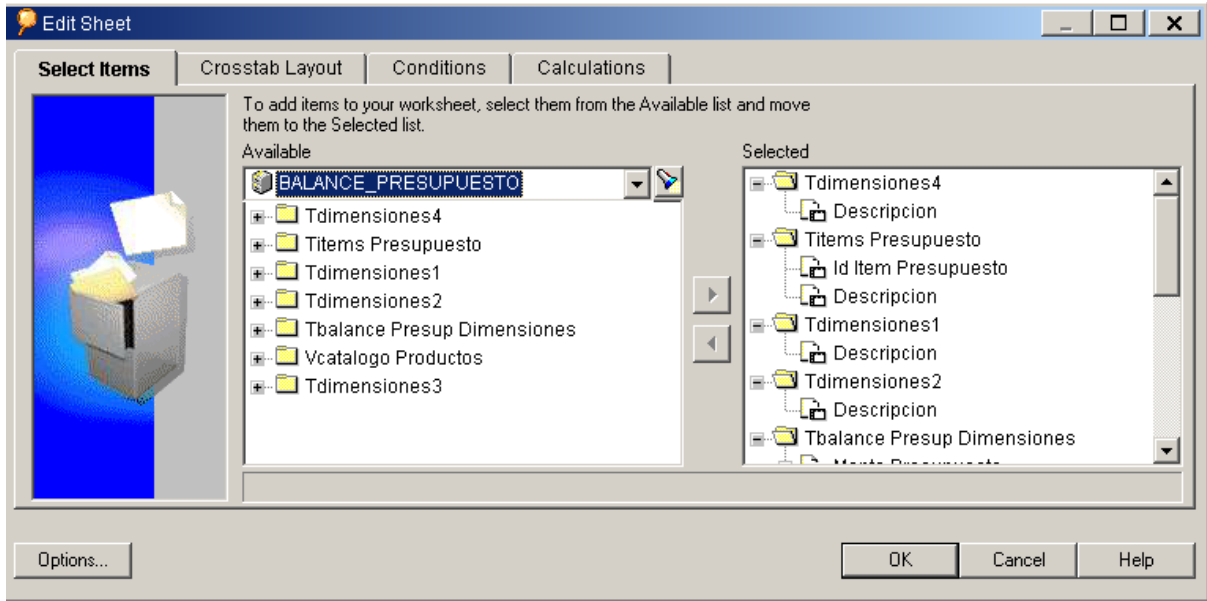 Edit Sheet
Select Items
Crosstab Layout
Conditions
Calculations
To add items to your worksheet, select them from the Available list and move
them to the Selected list.
Available
BALANCE_PRESUPUESTO
Tdimensiones4
Titems Presupuesto
Tdimensiones1
Tdimensiones2
Tbalance Presup Dimensiones
Vcatalogo Productos
Tdimensiones3
Selected
Tdimensiones4
Descripcion
Titems Presupuesto
Id Item Presupuesto
Descripcion
Tdimensiones1
Descripcion
Tdimensiones2
Descripcion
Tbalance Presup Dimensiones
Options...
OK
Cancel
Help